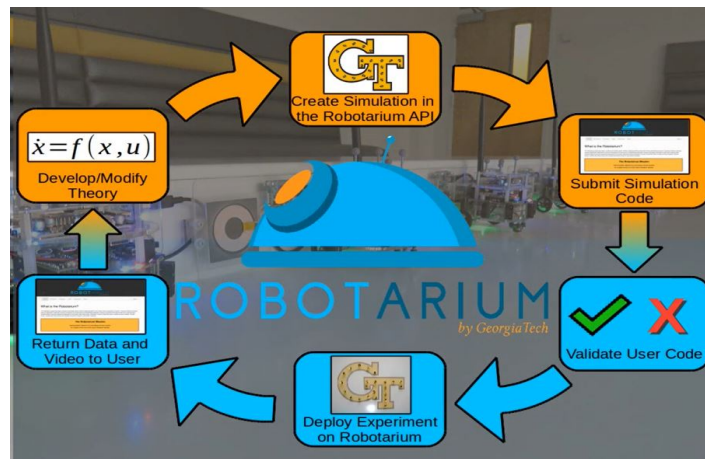 GT
Create Simulation in
the Robotarium API
ẋ=f(x,u)
Develop/Modify
Theory
Submit Simulation
Code
ROBOTARIUM
by GeorgiaTech
Return Data and
Video to User
Validate User Code
GT
Deploy Experiment
on Robotarium